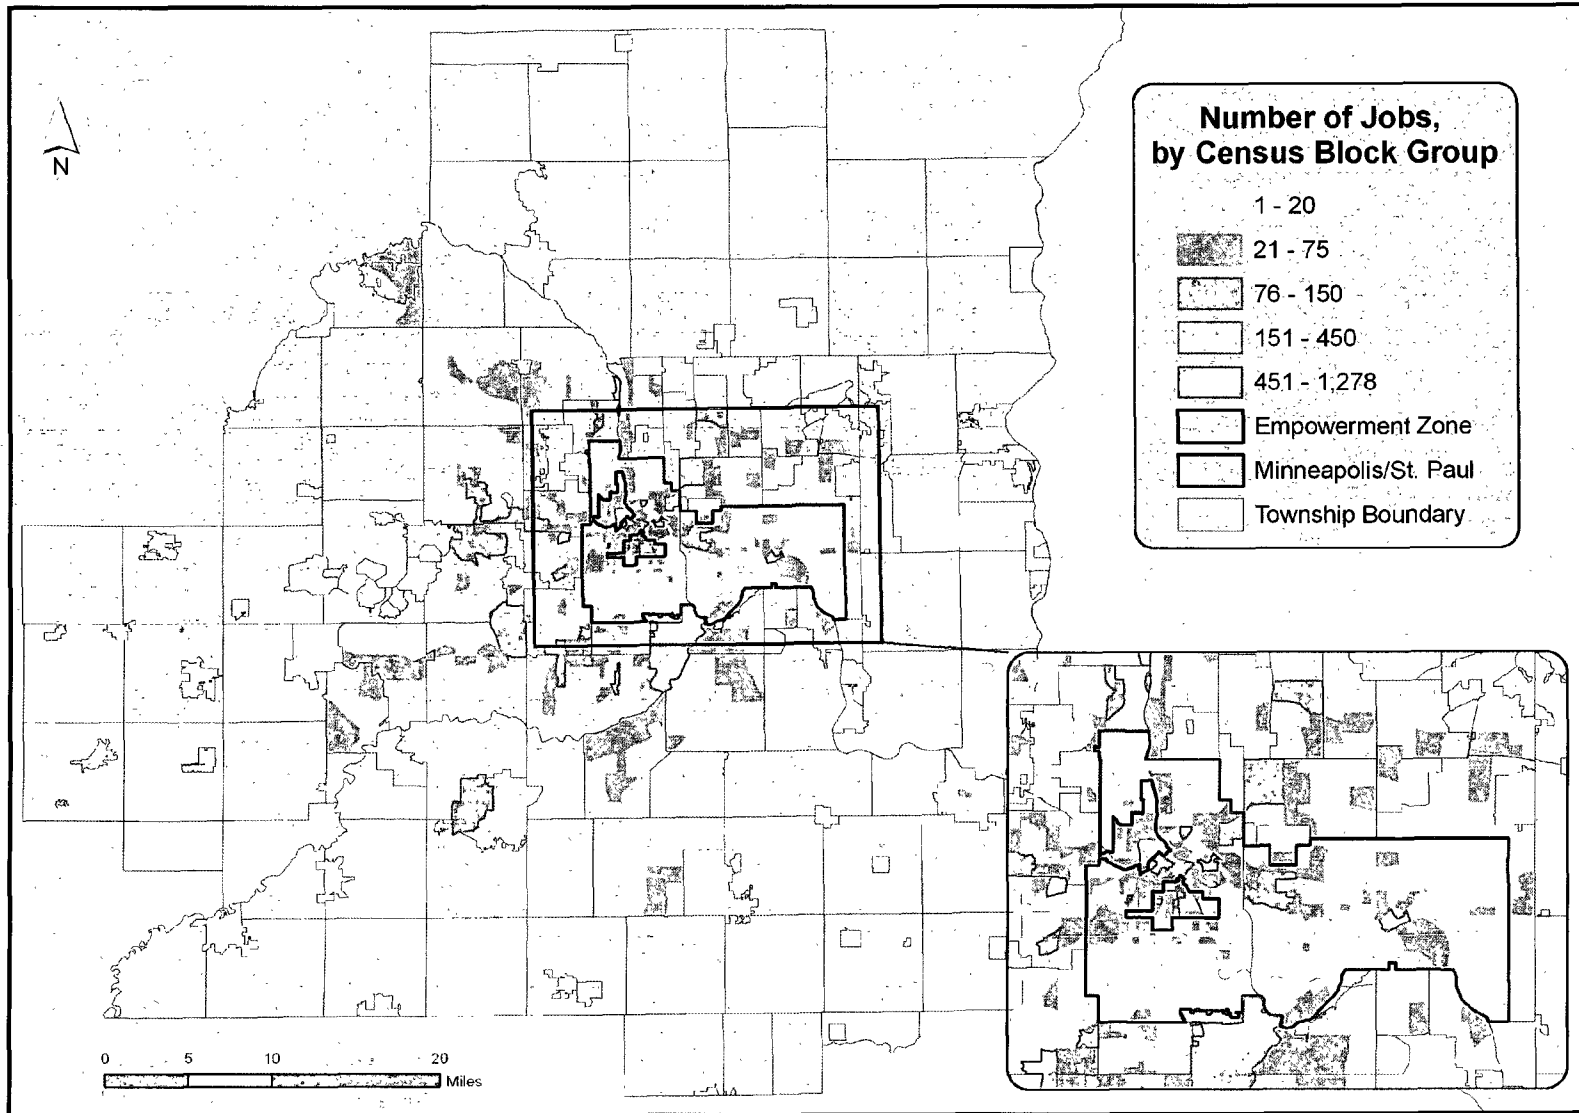 N
Number of Jobs,
by Census Block Group
1 - 20
21 - 75
76 - 150
151 - 450
451 - 1,278
Empowerment Zone
Minneapolis/St. Paul
Township Boundary
0 5 10 20
Miles